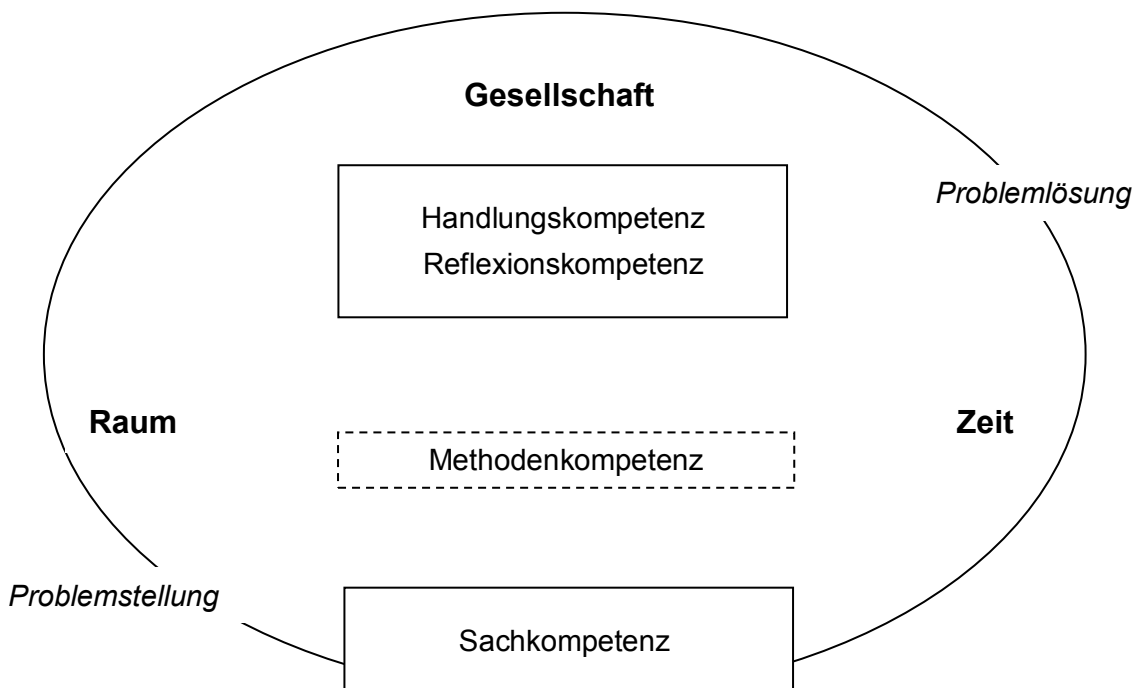 Gesellschaft
Problemlösung
Handlungskompetenz
Reflexionskompetenz
Raum
Zeit
Methodenkompetenz
Problemstellung
Sachkompetenz